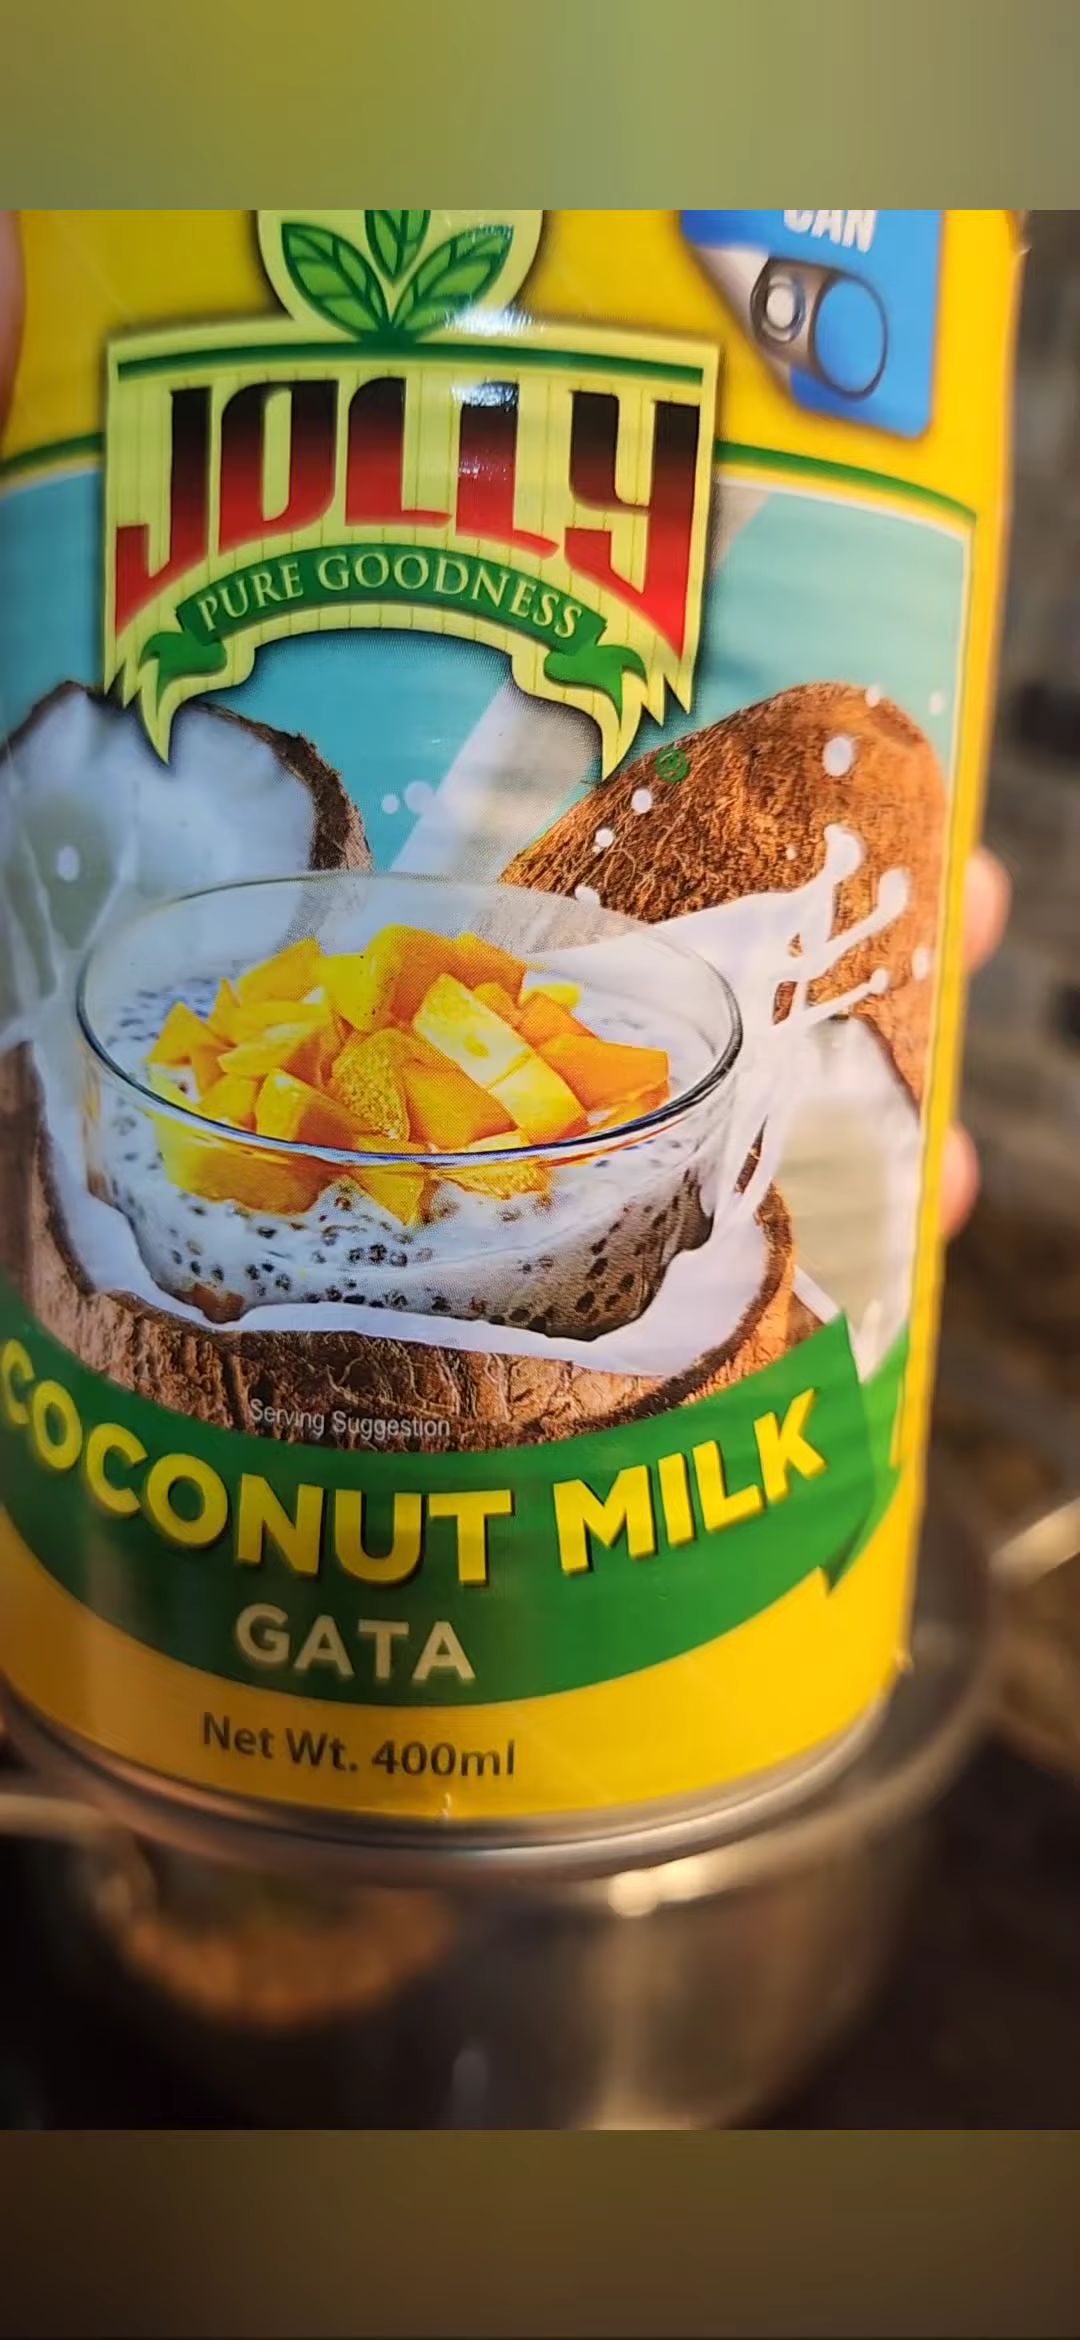 CAN
JOLLY
PURE GOODNESS
Serving Suggestion
COCONUT MILK
GATA
Net Wt. 400ml